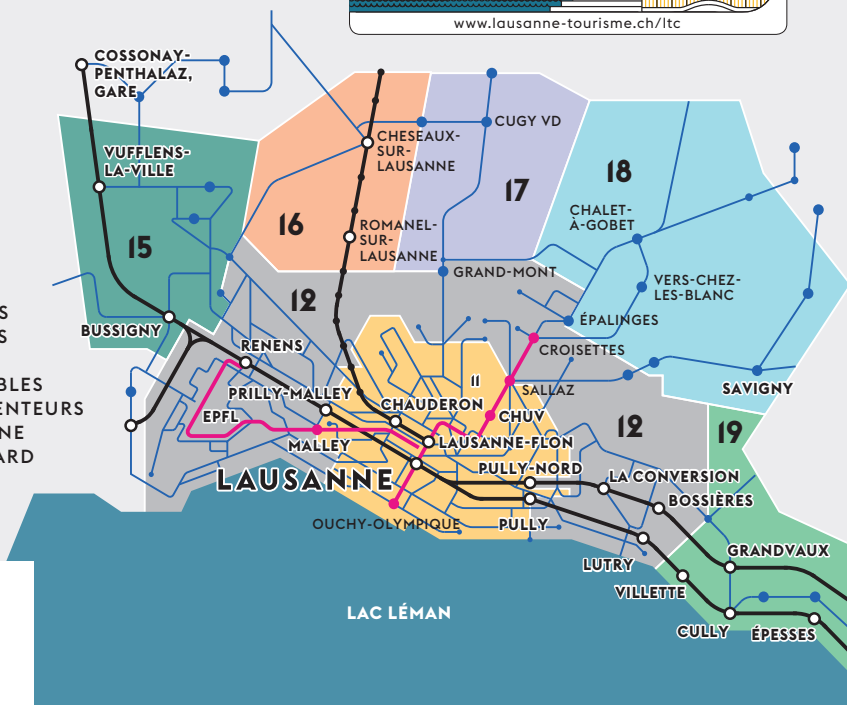 www.lausanne-tourisme.ch/ltc
COSSONAY-
PENTHALAZ,
GARE
VUFFLENS-
LA-VILLE
15
BUSSIGNY
16
CHESEAUX-
SUR-
LAUSANNE
ROMANEL-
SUR-
LAUSANNE
CUGY VD
17
GRAND-MONT
18
CHALET-
À-GOBET
VERS-CHEZ-
LES-BLANC
ÉPALINGES
CROISETTES
SAVIGNY
12
S
S
BLES
ENTEURS
NE
ARD
RENENS
PRILLY-MALLEY
EPFL
MALLEY
11
SALLAZ
CHAUDERON
CHUV
LAUSANNE-FLON
LAUSANNE
OUCHY-OLYMPIQUE
12
19
PULLY-NORD
PULLY
LA CONVERSION
BOSSIÈRES
GRANDVAUX
LUTRY
VILLETTE
CULLY
ÉPESSES
LAC LÉMAN